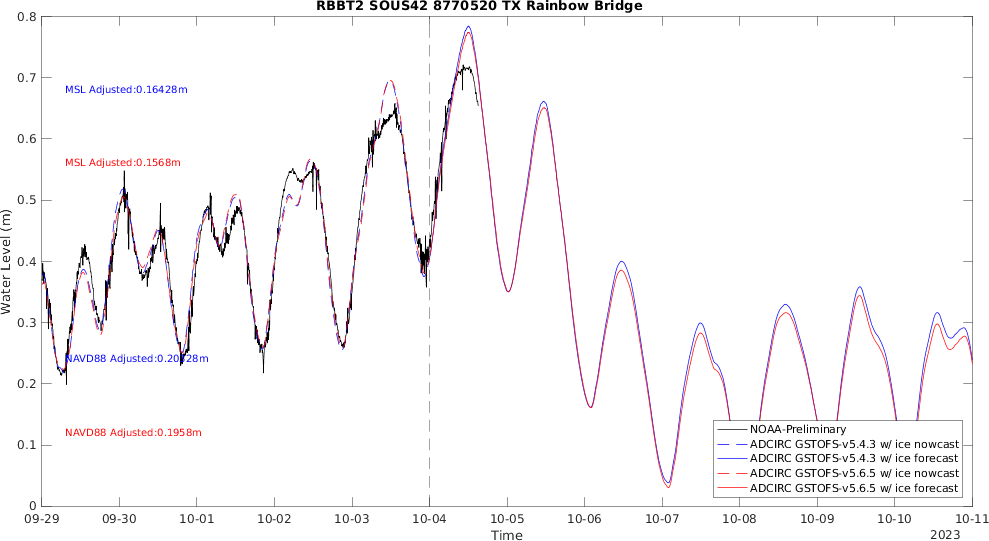 RBBT2 SOUS42 8770520 TX Rainbow Bridge
0.8
0.7
0.6
0.5
0.4
0.3
0.2
0.1
0
Water Level (m)
MSL Adjusted:0.16428m
MSL Adjusted:0.1568m
NAVD88 Adjusted:0.20328m
NAVD88 Adjusted:0.1958m
NOAA-Preliminary
ADCIRC GSTOFS-v5.4.3 w/ ice nowcast
ADCIRC GSTOFS-v5.4.3 w/ ice forecast
ADCIRC GSTOFS-v5.6.5 w/ ice nowcast
ADCIRC GSTOFS-v5.6.5 w/ ice forecast
09-29 09-30 10-01 10-02 10-03 10-04 10-05 10-06 10-07 10-08 10-09 10-10 10-11
Time
2023